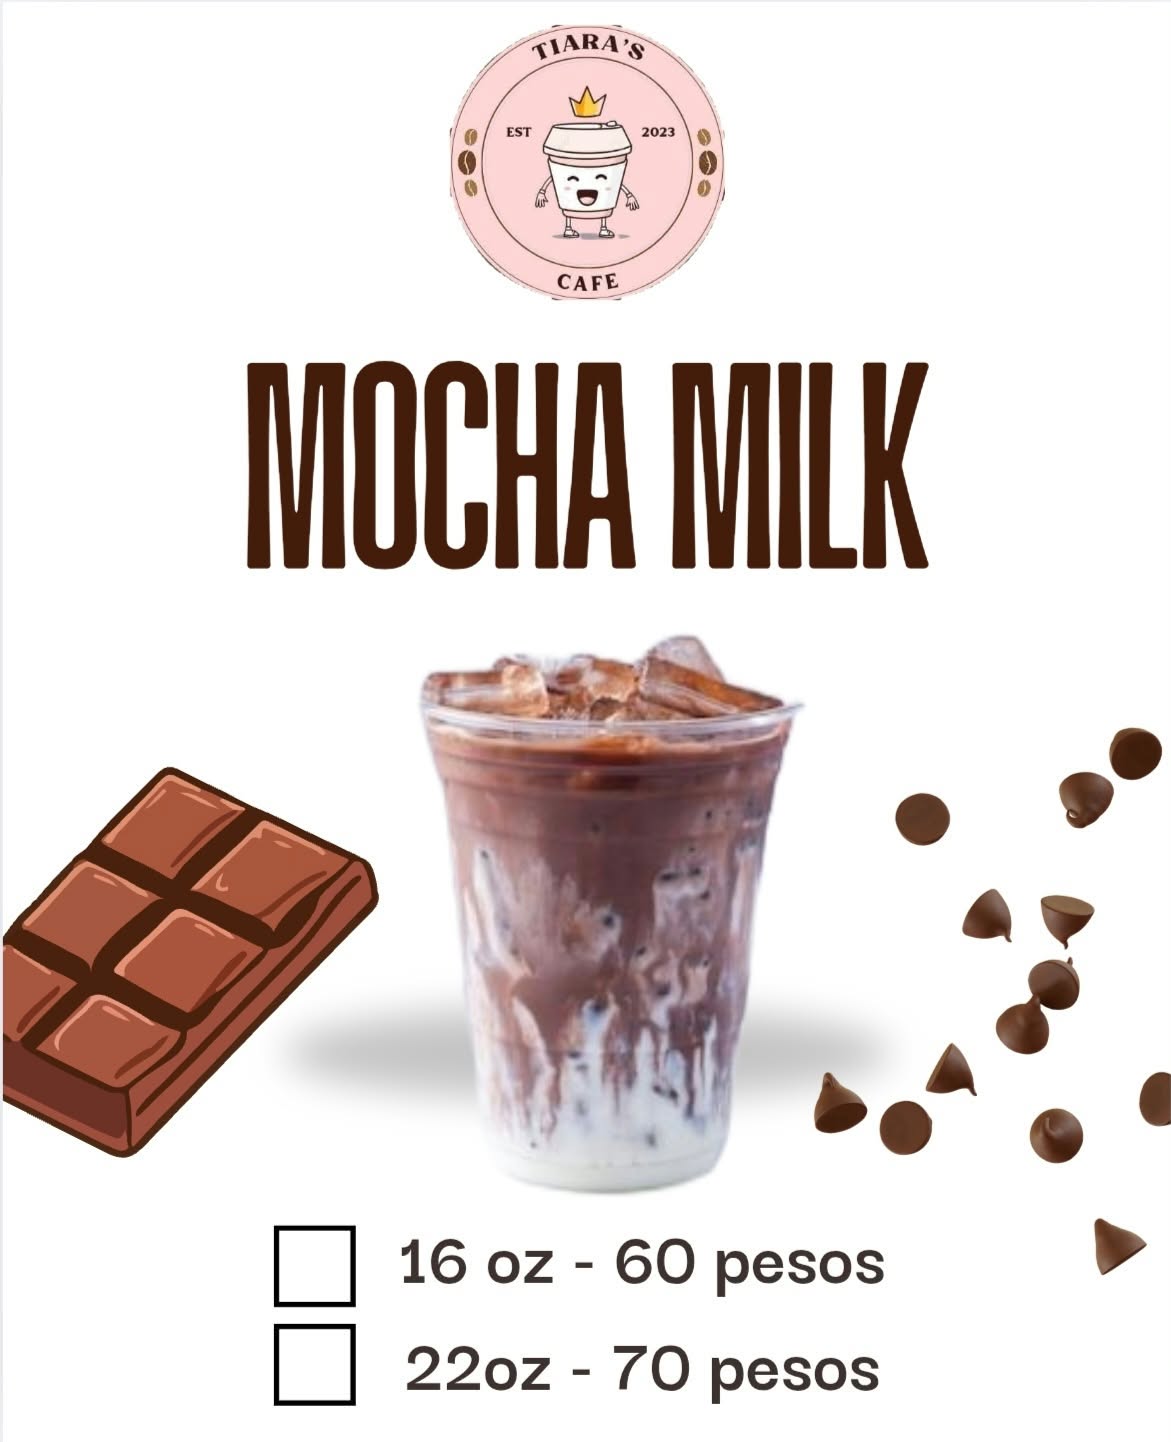 TIARA'S
EST 2023
CAFE
MOCHA MILK
16 oz - 60 pesos
22oz - 70 pesos